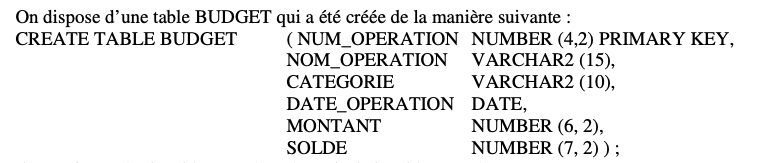 On dispose d'une table BUDGET qui a été créée de la manière suivante :
CREATE TABLE BUDGET ( NUM_OPERATION NUMBER (4,2) PRIMARY KEY,
NOM_OPERATION VARCHAR2 (15),
CATEGORIE VARCHAR2 (10),
DATE_OPERATION DATE,
MONTANT NUMBER (6, 2),
SOLDE NUMBER (7, 2) ) ;